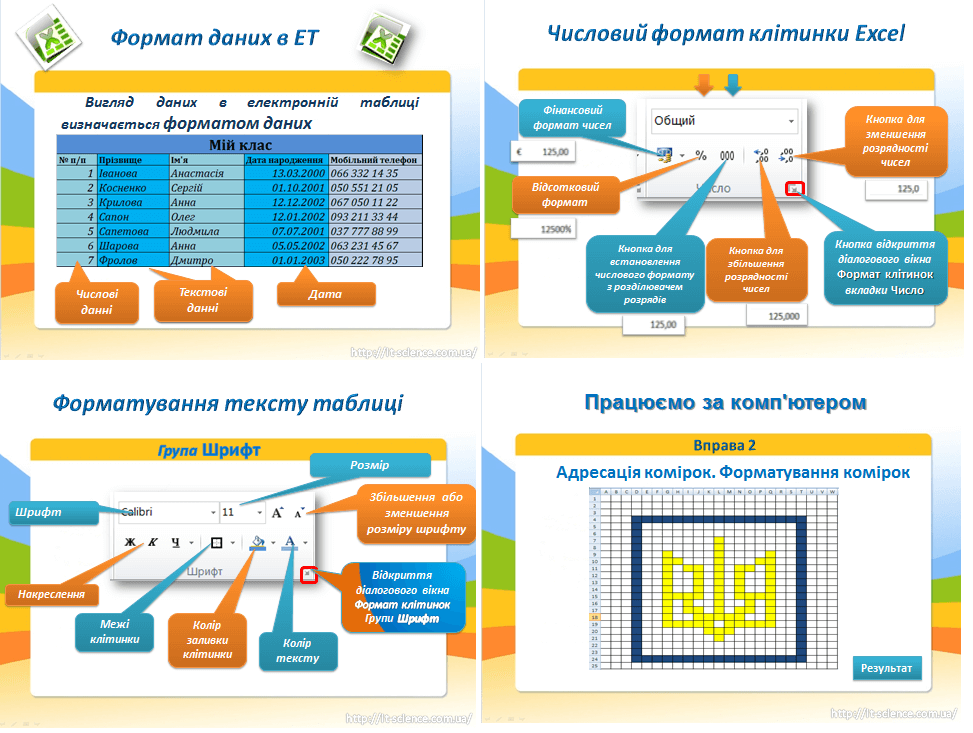 Формат даних в ЕТ
Вигляд даних в електронній таблиці
визначається форматом даних
Мій клас
№ п/п Прізвище Ім'я Дата народження Мобільний телефон
1 Іванова Анастасія 13.03.2000 066 332 14 35
2 Косненко Сергій 01.10.2001 050 551 21 05
3 Крилова Анна 12.12.2002 067 050 11 22
4 Сапон Олег 12.01.2002 093 211 33 44
5 Сапетова Людмила 07.07.2001 037 777 88 99
6 Шарова Анна 05.05.2002 063 231 45 67
7 Фролов Дмитро 01.01.2003 050 222 78 95
Числові
данні
Текстові
данні
Дата
http://it-science.com.ua/
Числовий формат клітинки Excel
Фінансовий
формат чисел
€ 125,00
Відсотковий
формат
12500%
Общий
% 000
,00
,00
Число
Кнопка для
зменшення
розрядності
чисел
125,0
Кнопка для
встановлення
числового формату
з розділювачем
розрядів
125,00
Кнопка для
збільшення
розрядності
чисел
125,000
Кнопка відкриття
діалогового вікна
Формат клітинок
вкладки Число
Форматування тексту таблиці
Група Шрифт
Розмір
Шрифт
Calibri 11 A A
Ж К Ч A
Шрифт
Збільшення або
зменшення
розміру шрифту
Накреслення
Межі
клітинки
Колір
заливки
клітинки
Колір
тексту
Відкриття
діалогового вікна
Формат клітинок
Групи Шрифт
http://it-science.com.ua/
Працюємо за комп'ютером
Вправа 2
Адресація комірок. Форматування комірок
A B C D E F G H I J K L M N O P Q R S T U V W
1
2
3
4
5
6
7
8
9
10
11
12
13
14
15
16
17
18
19
20
21
22
23
24
25
Результат
http://it-science.com.ua/